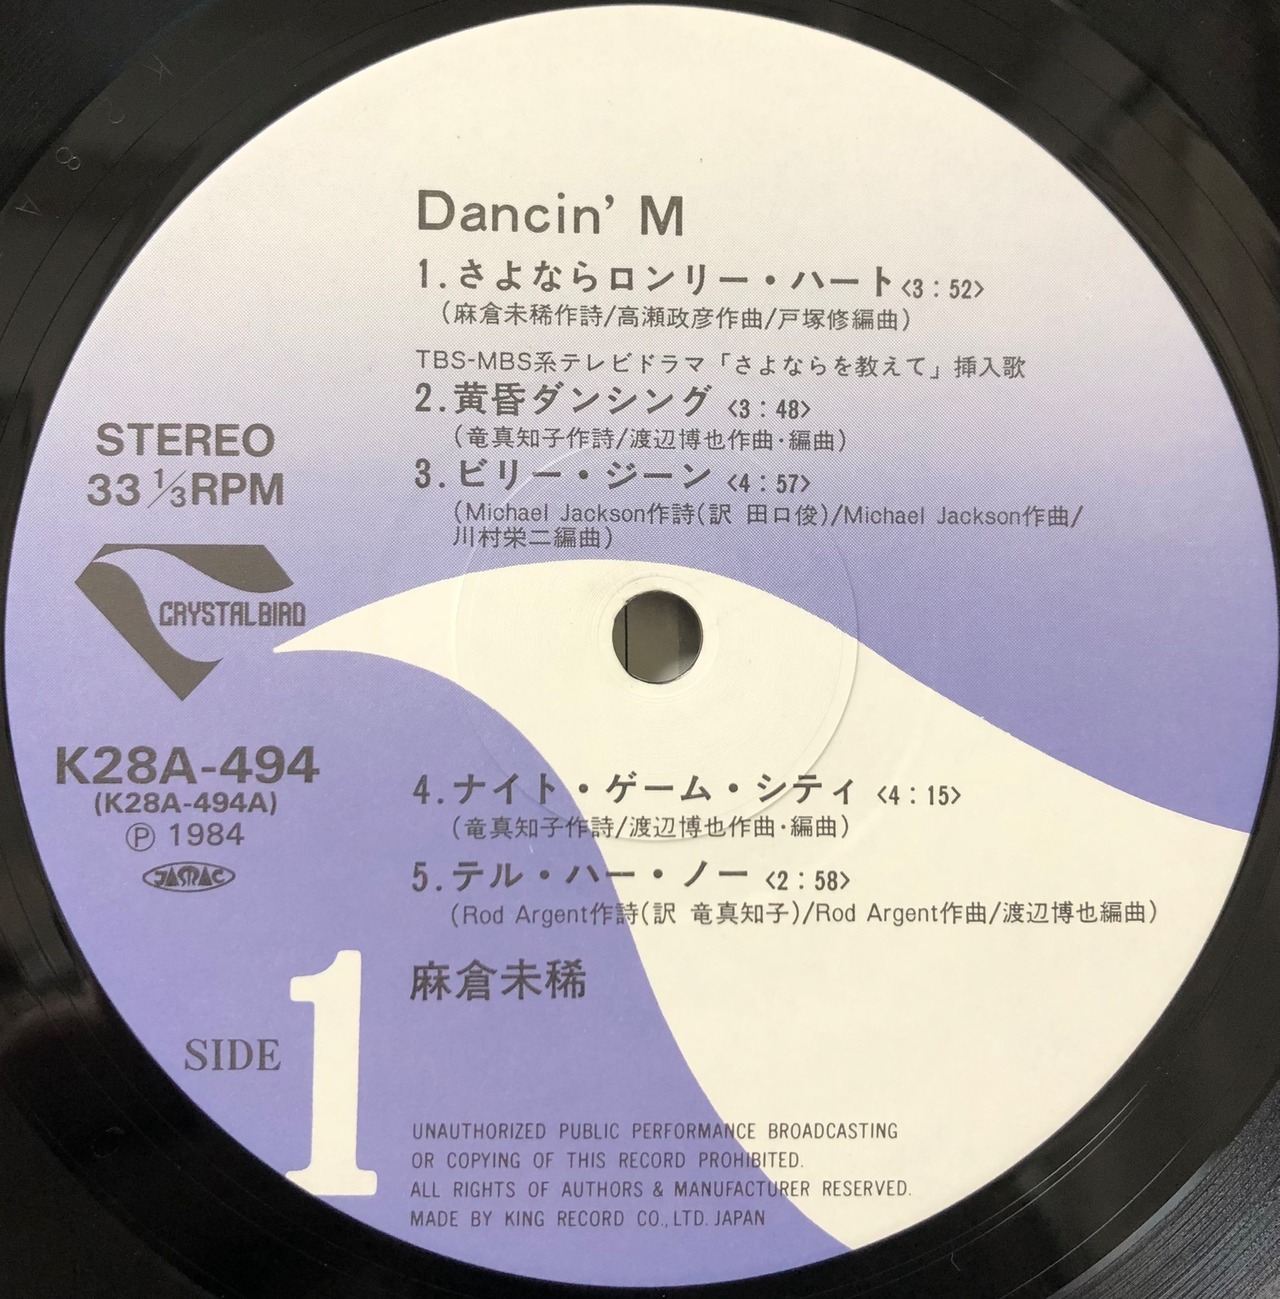 Dancin' M
1.さよならロンリー・ハート〈3:52〉
(麻倉未稀作詩/高瀬政彦作曲/戸塚修編曲)
TBS-MBS系テレビドラマ「さよならを教えて」挿入歌
2.黄昏ダンシング 〈3:48〉
(竜真知子作詩/渡辺博也作曲・編曲)
3.ビリー・ジーン 〈4:57〉
(Michael Jackson作詩(訳 田口俊)/Michael Jackson作曲/
川村栄二編曲)
STEREO
33 1/3 RPM
CRYSTAL BIRD
K28A-494
(K28A-494A)
Ⓟ 1984
JASRAC
4.ナイト・ゲーム・シティ 〈4:15〉
(竜真知子作詩/渡辺博也作曲・編曲)
5.テル・ハー・ノー 〈2:58〉
(Rod Argent作詩(訳 竜真知子)/Rod Argent作曲/渡辺博也編曲)
麻倉未稀
SIDE 1
UNAUTHORIZED PUBLIC PERFORMANCE BROADCASTING
OR COPYING OF THIS RECORD PROHIBITED.
ALL RIGHTS OF AUTHORS & MANUFACTURER RESERVED.
MADE BY KING RECORD CO., LTD. JAPAN